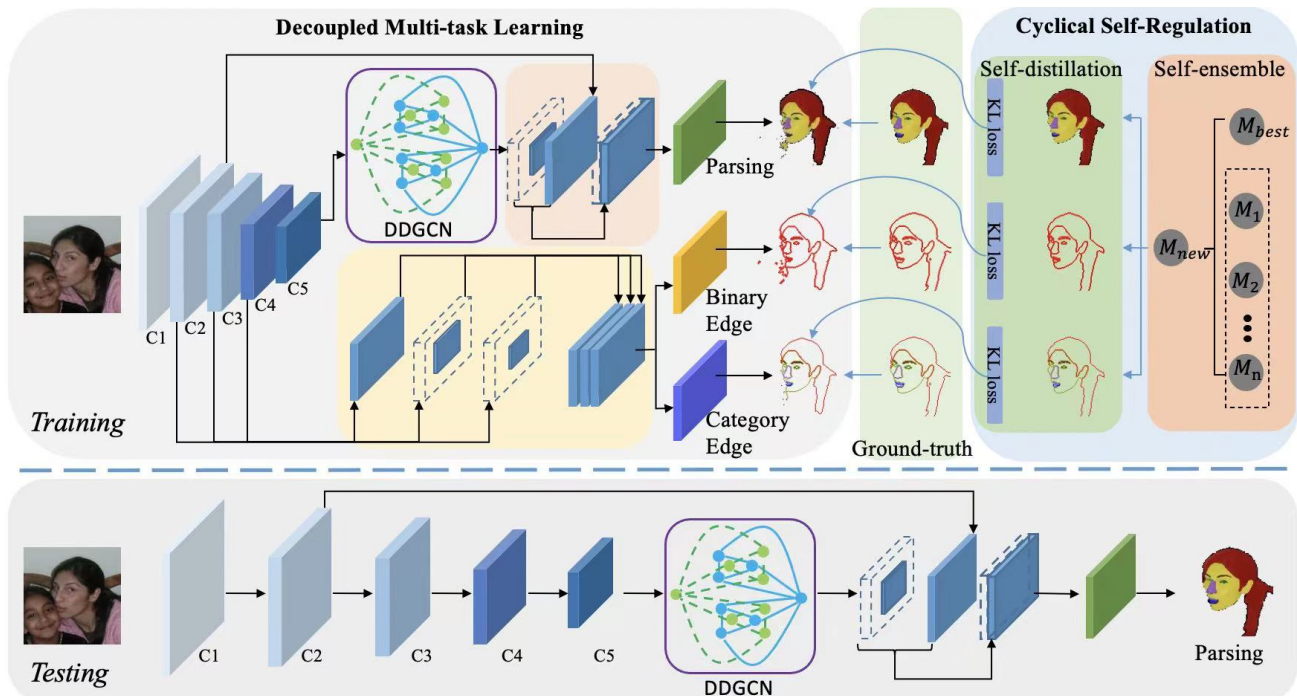 Decoupled Multi-task Learning
Cyclical Self-Regulation
Self-distillation
Self-ensemble
DDGCN
Parsing
KL loss
M_best
M_1
C1
C2
C3
C4
C5
Binary
Edge
KL loss
M_new
M_2
Category
Edge
KL loss
M_n
Training
Ground-truth
Testing
C1
C2
C3
C4
C5
DDGCN
Parsing